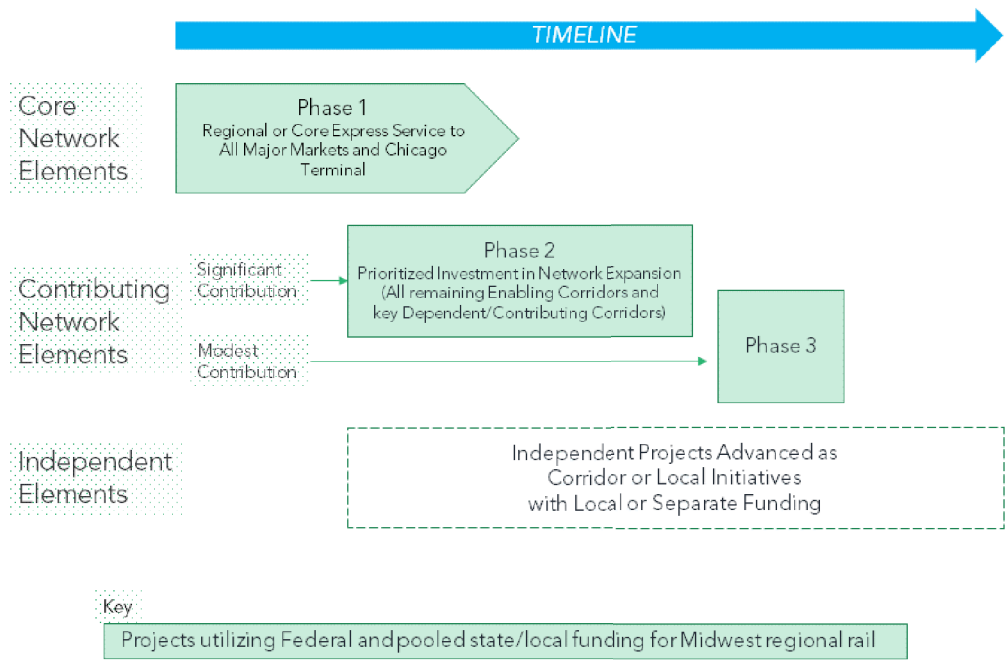 TIMELINE
Core
Network
Elements
Phase 1
Regional or Core Express Service to
All Major Markets and Chicago
Terminal
Contributing
Network
Elements
Significant
Contribution
Phase 2
Prioritized Investment in Network Expansion
(All remaining Enabling Corridors and
key Dependent/Contributing Corridors)
Modest
Contribution
Phase 3
Independent
Elements
Independent Projects Advanced as
Corridor or Local Initiatives
with Local or Separate Funding
Key
Projects utilizing Federal and pooled state/local funding for Midwest regional rail